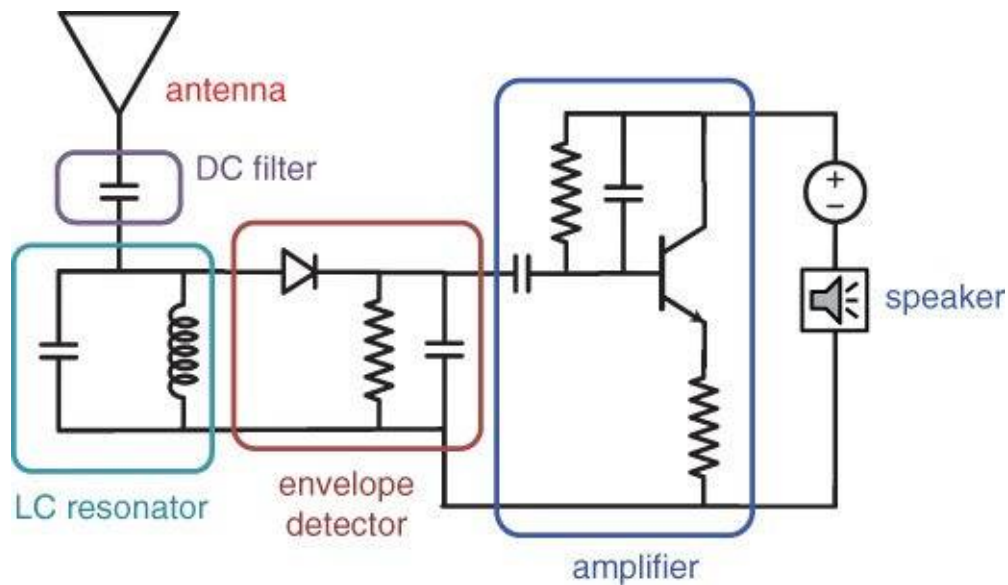 antenna
DC filter
+
−
speaker
LC resonator
envelope
detector
amplifier